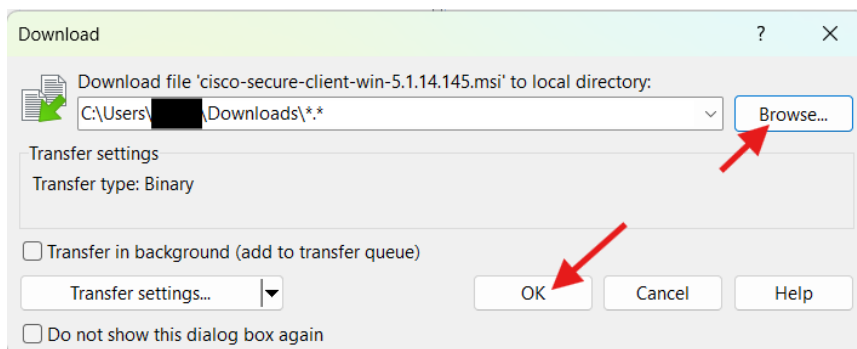 Download
Download file 'cisco-secure-client-win-5.1.14.145.msi' to local directory:
C:\Users\ \Downloads\*.*
Browse...
Transfer settings
Transfer type: Binary
Transfer in background (add to transfer queue)
Transfer settings...
OK
Cancel
Help
Do not show this dialog box again